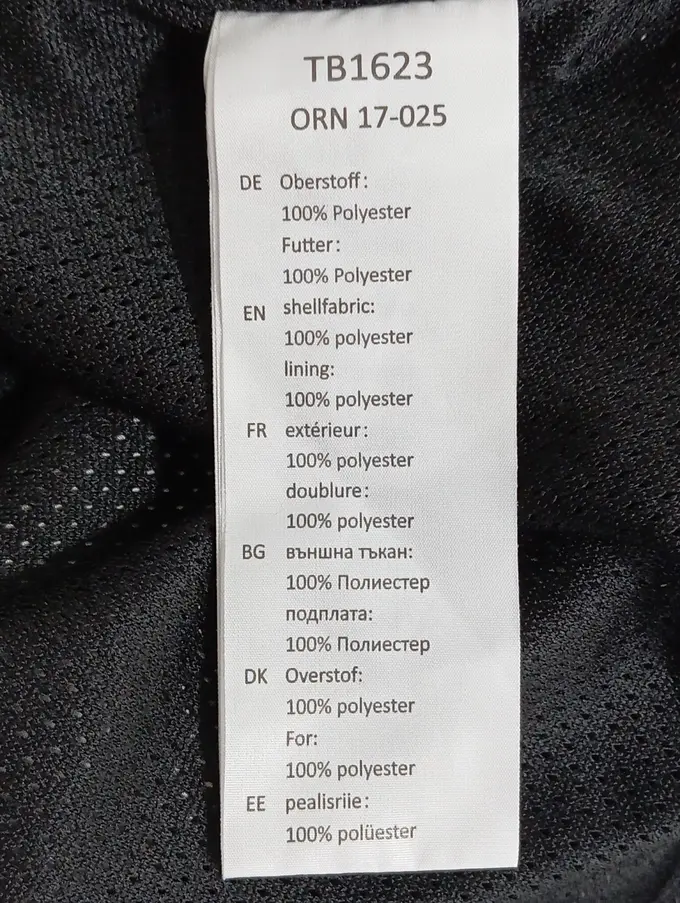 TB1623
ORN 17-025
DE Oberstoff:
100% Polyester
Futter:
100% Polyester
EN shellfabric:
100% polyester
lining:
100% polyester
FR extérieur:
100% polyester
doublure:
100% polyester
BG външна тъкан:
100% Полиестер
подплата:
100% Полиестер
DK Overstof:
100% polyester
For:
100% polyester
EE pealisriie:
100% polüester